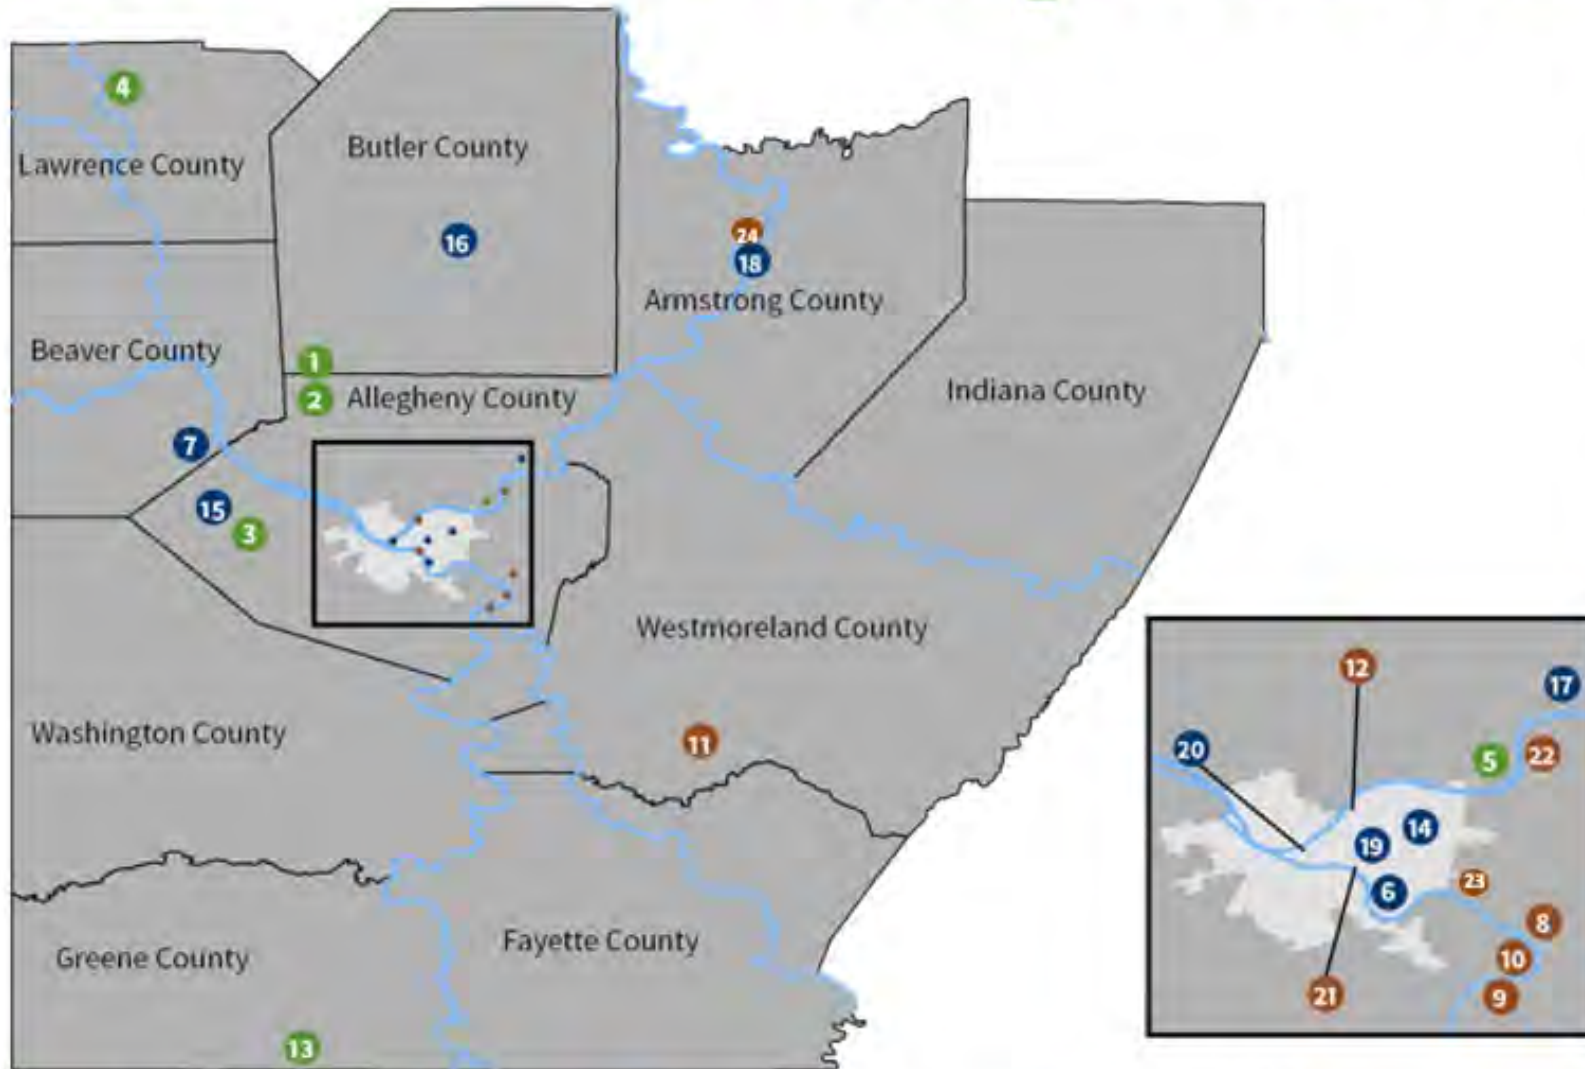 4
Butler County
Lawrence County
16
24
18
Armstrong County
Beaver County
1
2
Allegheny County
Indiana County
7
15
3
Westmoreland County
Washington County
11
Greene County
Fayette County
13
12
17
20
5
22
14
19
6
23
8
10
9
21